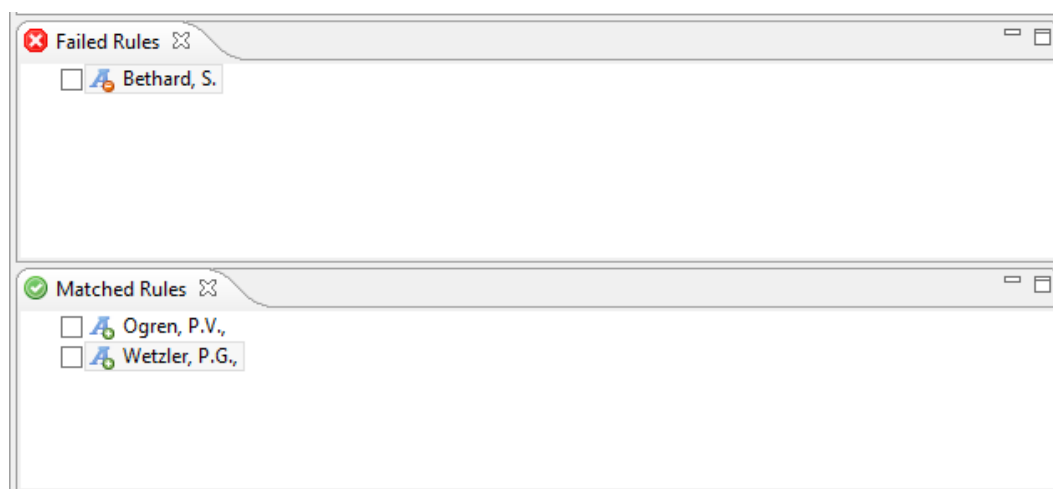 Failed Rules
Bethard, S.
Matched Rules
Ogren, P.V.,
Wetzler, P.G.,